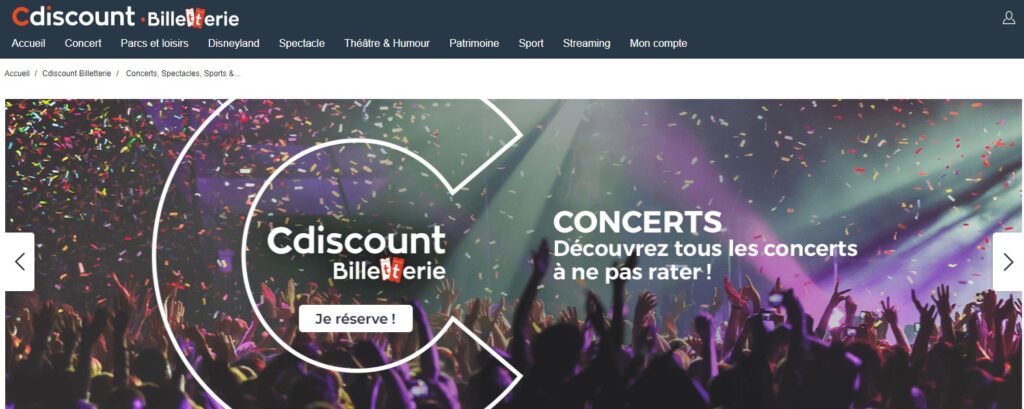 Cdiscount · Billetterie
Accueil Concert Parcs et loisirs Disneyland Spectacle Théâtre & Humour Patrimoine Sport Streaming Mon compte
Accueil / Cdiscount Billetterie / Concerts, Spectacles, Sports &...
Cdiscount
Billetterie
Je réserve !
CONCERTS
Découvrez tous les concerts
à ne pas rater !